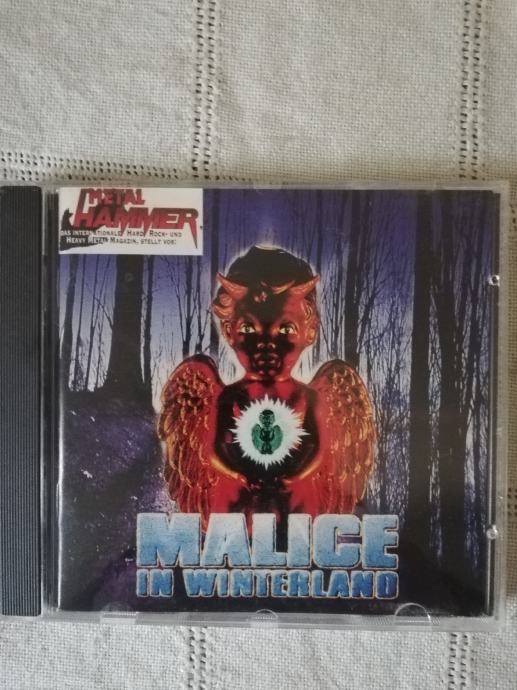 METAL
HAMMER
DAS INTERNATIONALE HARD ROCK- UND
HEAVY METAL MAGAZIN, STELLT VOR:
MALICE
IN WINTERLAND